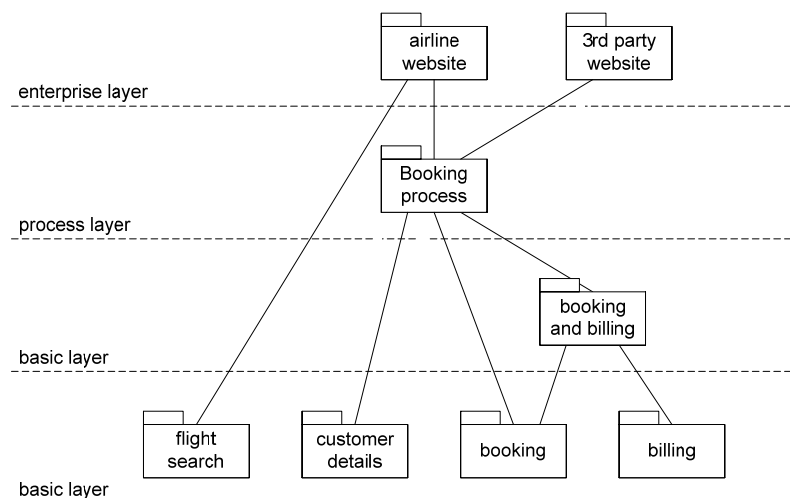 airline
website
3rd party
website
enterprise layer
Booking
process
process layer
booking
and billing
basic layer
flight
search
customer
details
booking
billing
basic layer